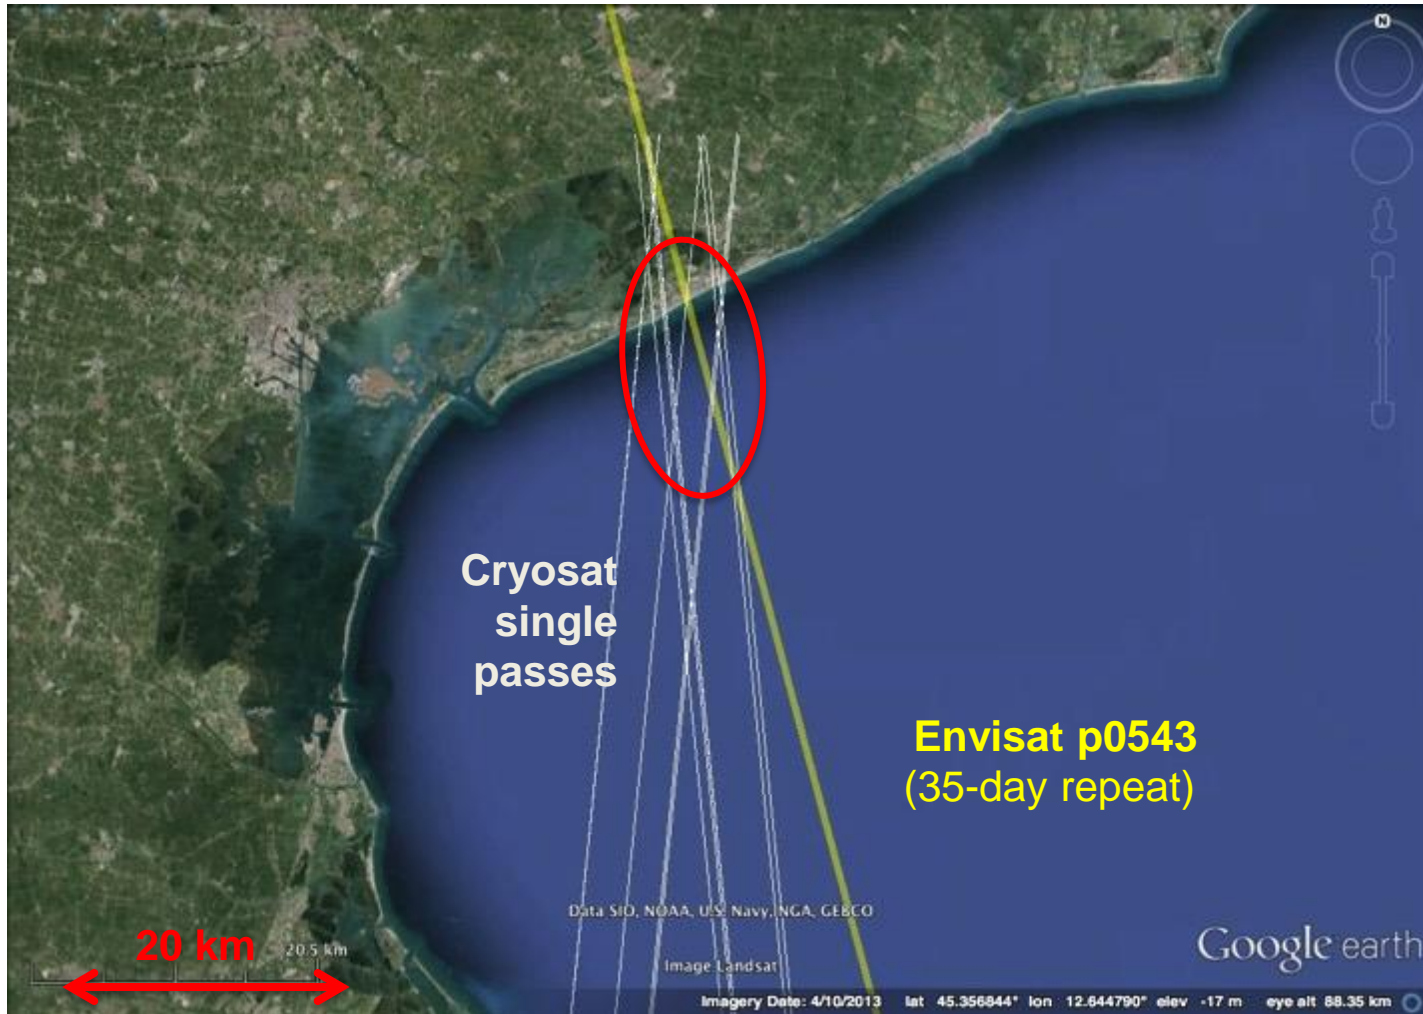 N
Cryosat
single
passes
Envisat p0543
(35-day repeat)
Data SIO, NOAA, U.S. Navy, NGA, GEBCO
20 km
20.5 km
Image Landsat
Google earth
Imagery Date: 4/10/2013 lat 45.356844° lon 12.644790° elev -17 m eye alt 88.35 km